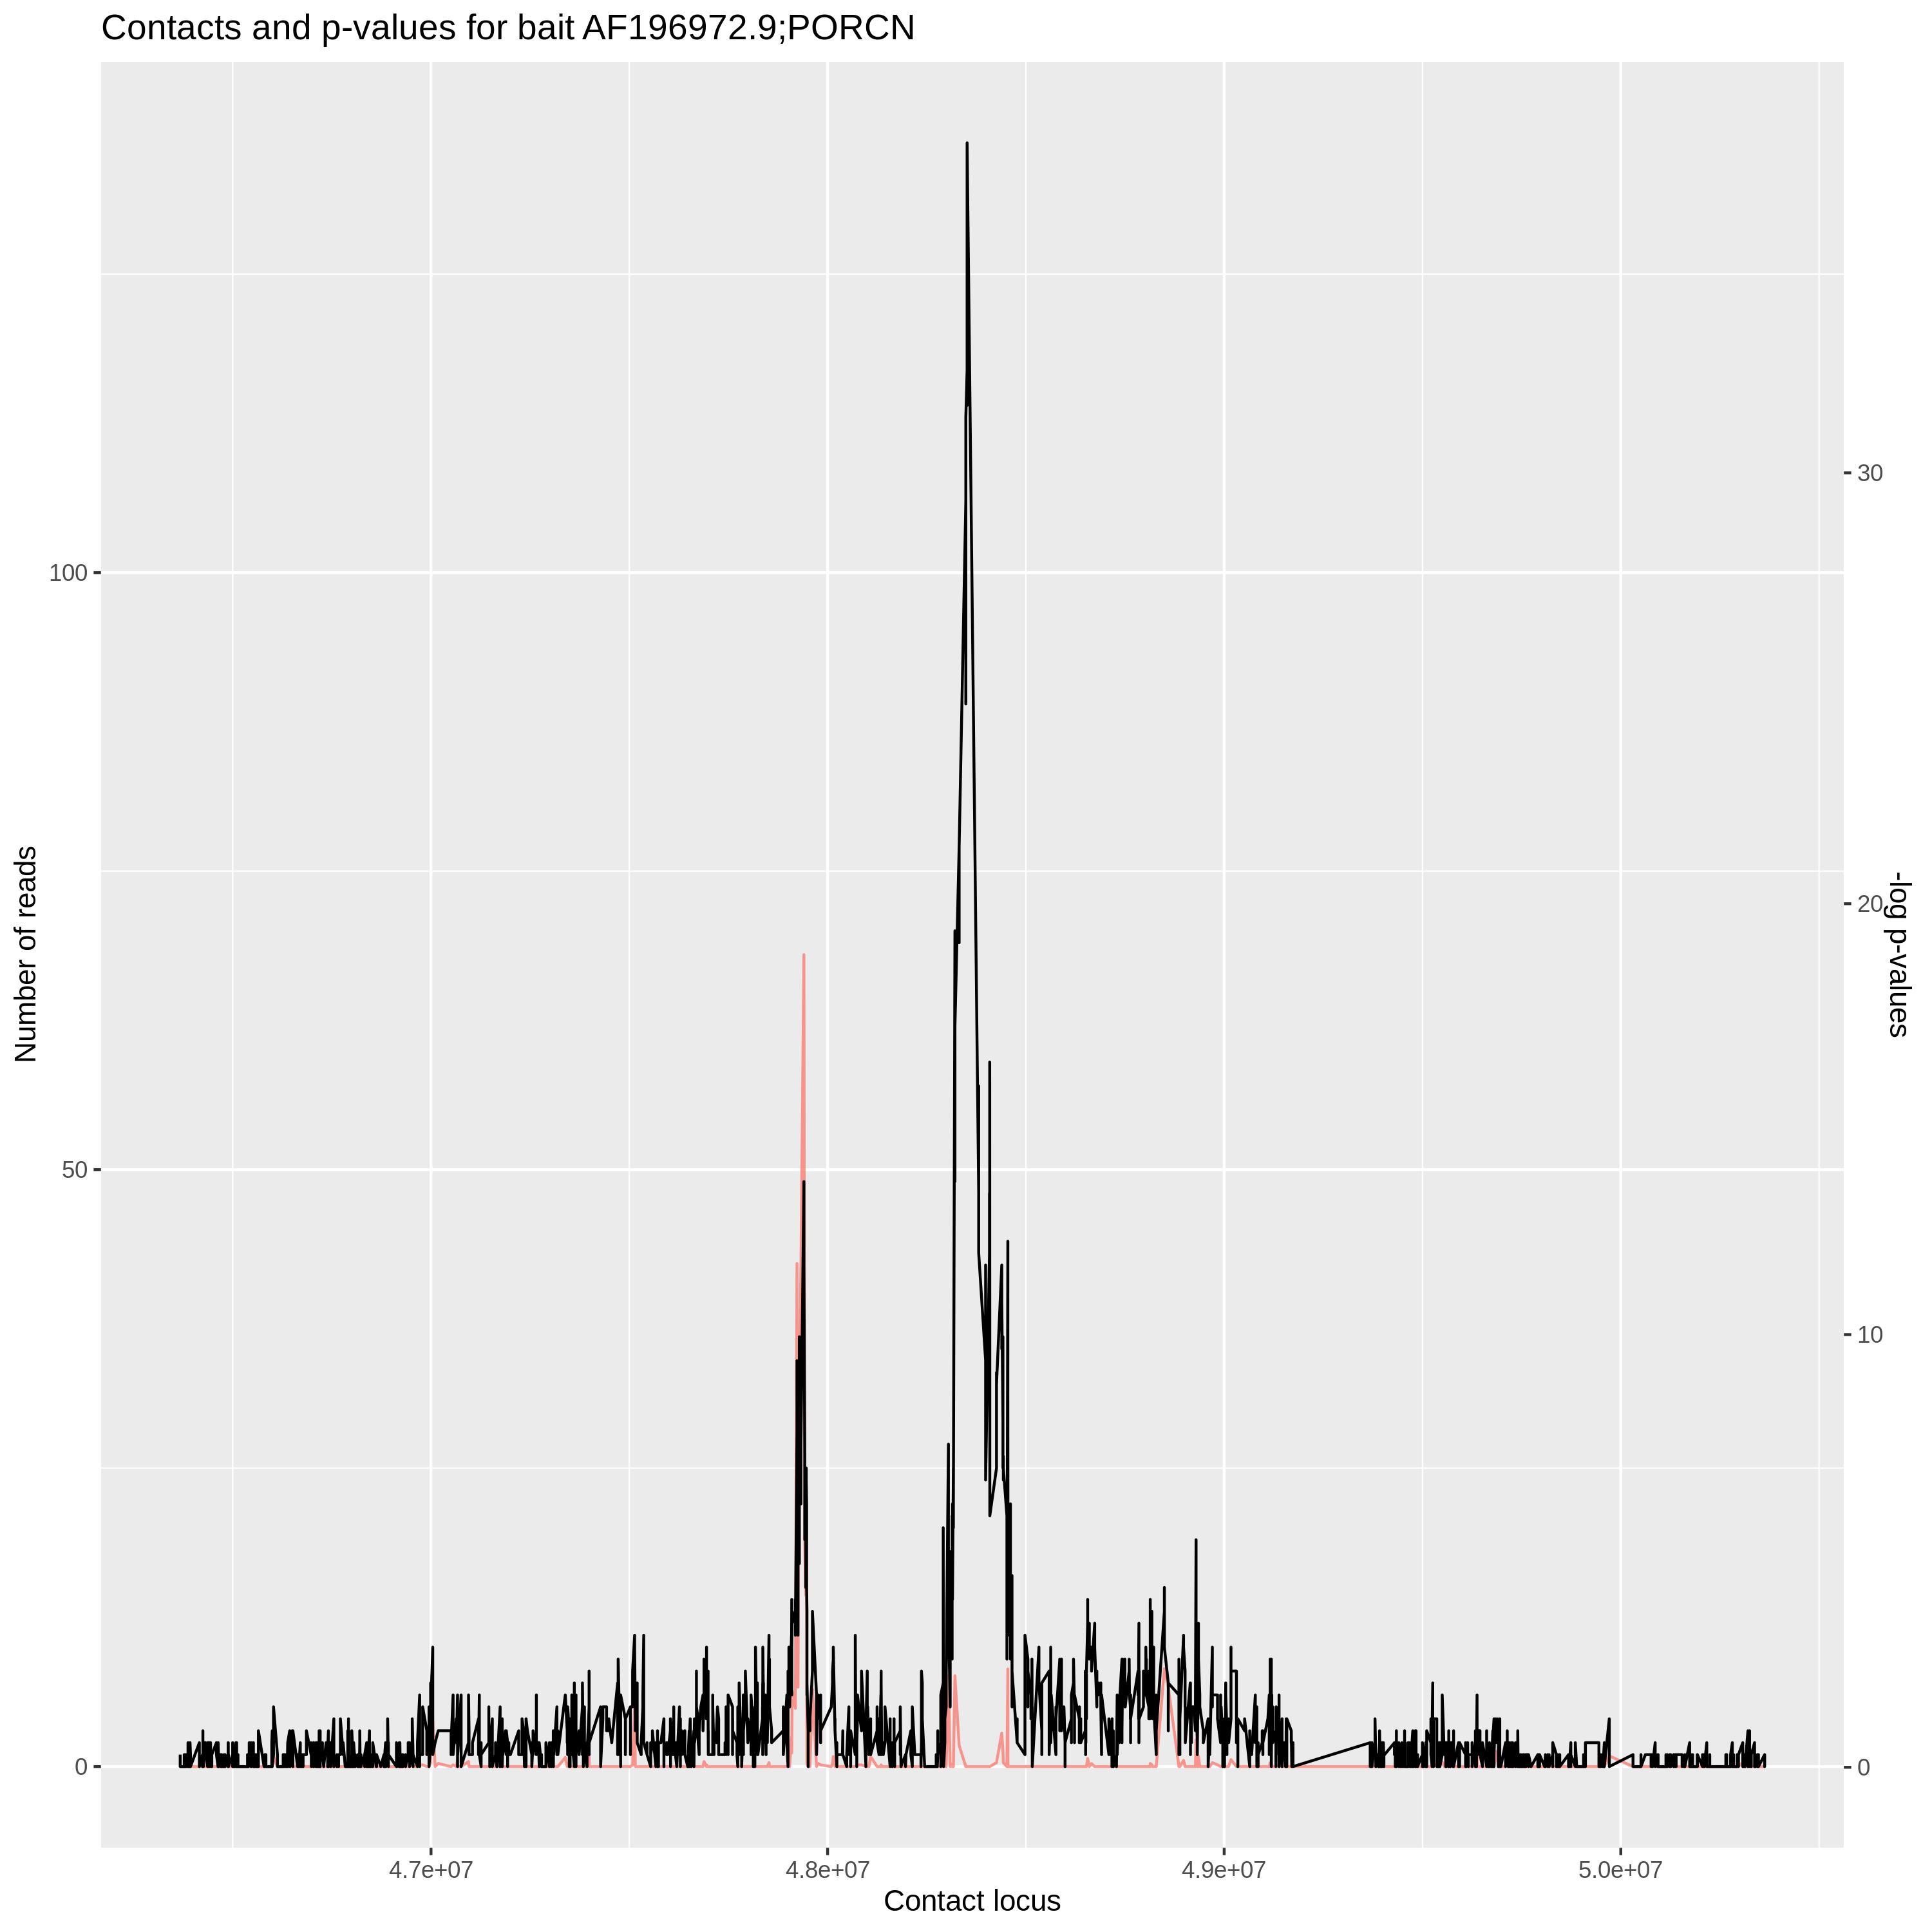 Contacts and p-values for bait AF196972.9;PORCN
Number of reads
100
50
0
30
20
10
0
-log p-values
4.7e+07
4.8e+07
4.9e+07
5.0e+07
Contact locus